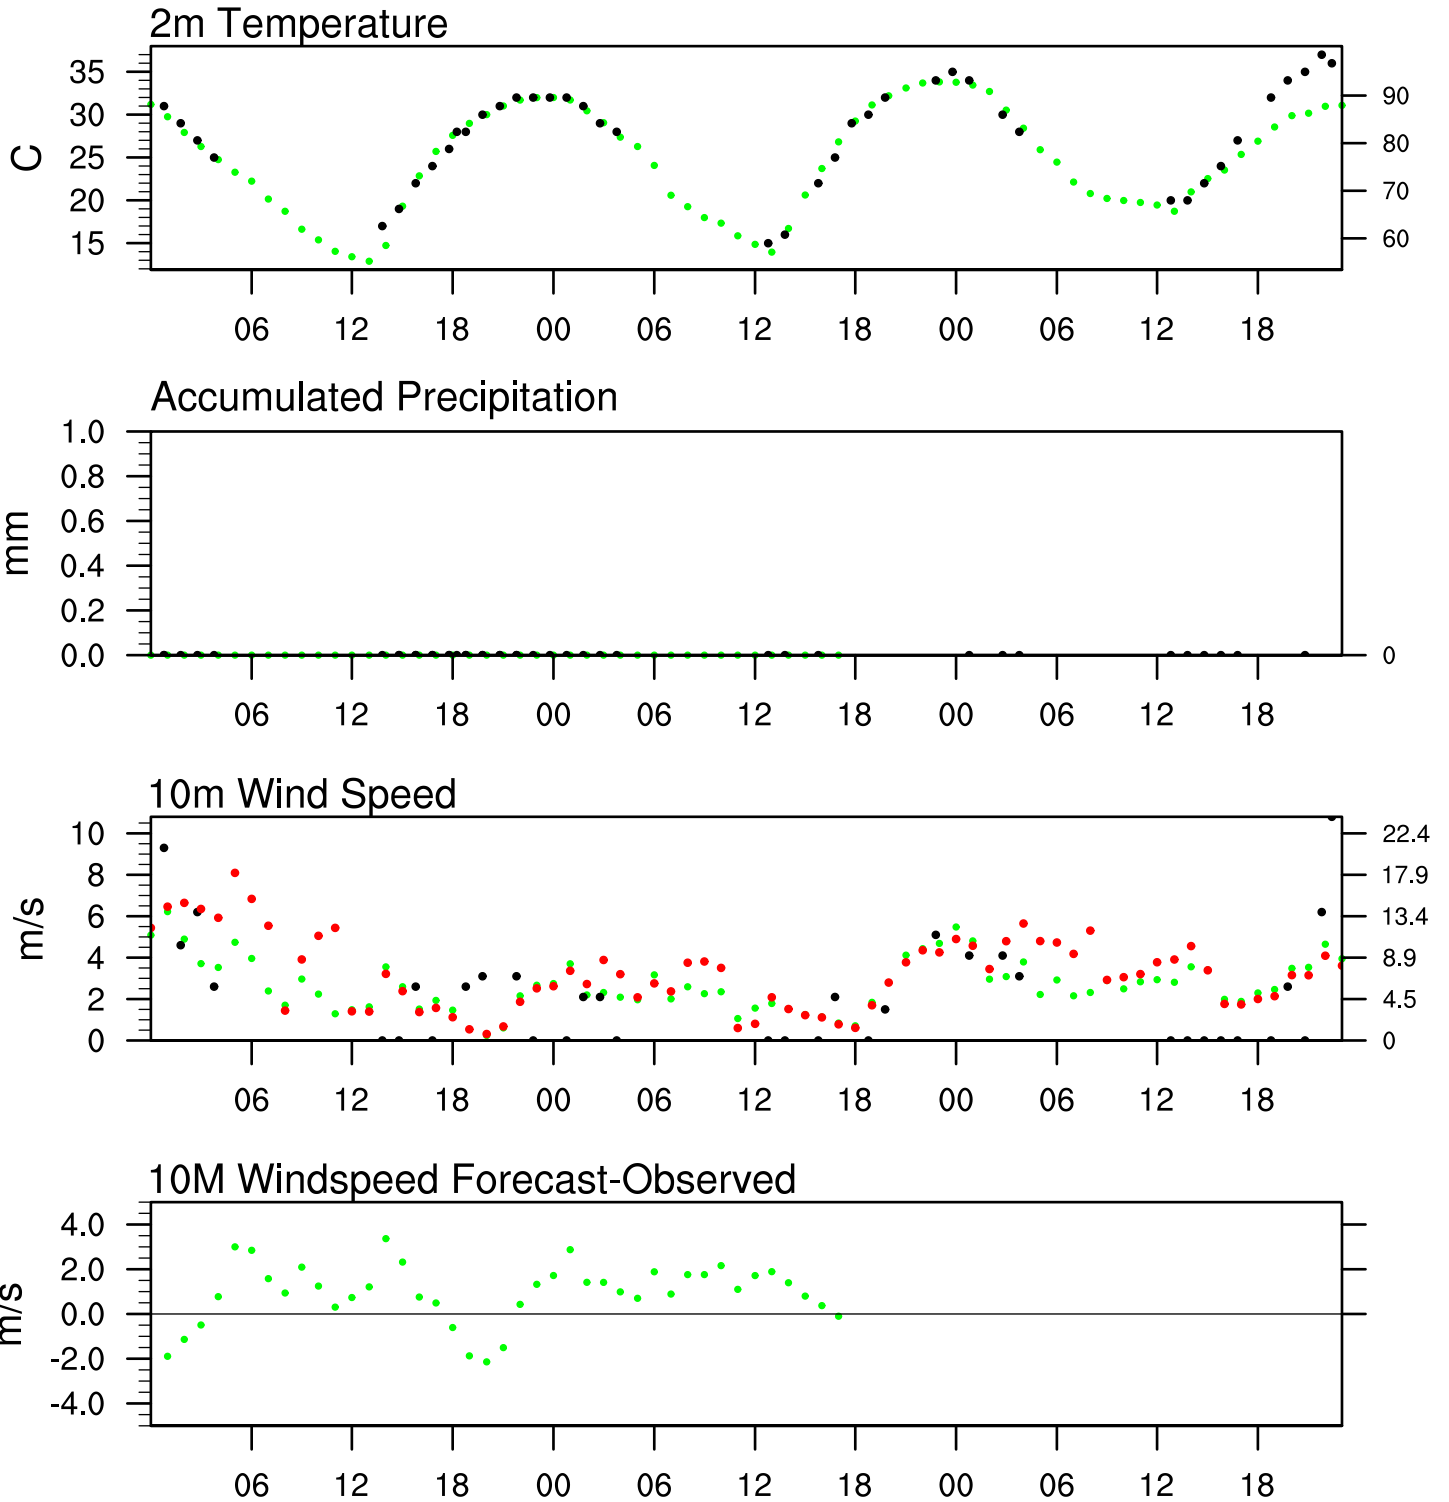 2m Temperature
35
30
25
20
15
C
90
80
70
60
06 12 18 00 06 12 18 00 06 12 18
Accumulated Precipitation
1.0
0.8
0.6
0.4
0.2
0.0
mm
0
06 12 18 00 06 12 18 00 06 12 18
10m Wind Speed
10
8
6
4
2
0
m/s
22.4
17.9
13.4
8.9
4.5
0
06 12 18 00 06 12 18 00 06 12 18
10M Windspeed Forecast-Observed
4.0
2.0
0.0
-2.0
-4.0
m/s
06 12 18 00 06 12 18 00 06 12 18